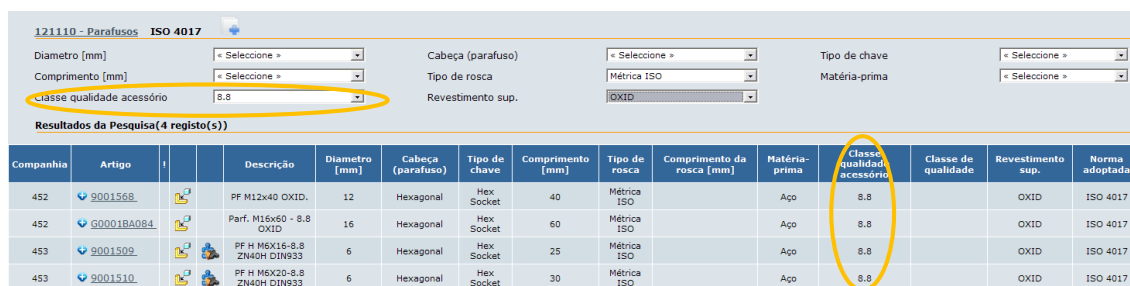 121110 - Parafusos ISO 4017
Diametro [mm] « Seleccione » Cabeça (parafuso) « Seleccione » Tipo de chave « Seleccione »
Comprimento [mm] « Seleccione » Tipo de rosca Métrica ISO Matéria-prima « Seleccione »
Classe qualidade acessório 8.8 Revestimento sup. OXID
Resultados da Pesquisa(4 registo(s))
Companhia Artigo ! Descrição Diametro [mm] Cabeça (parafuso) Tipo de chave Comprimento [mm] Tipo de rosca Comprimento da rosca [mm] Matéria-prima Classe qualidade acessório Classe de qualidade Revestimento sup. Norma adoptada
452 9001568 PF M12x40 OXID. 12 Hexagonal Hex Socket 40 Métrica ISO Aço 8.8 OXID ISO 4017
452 G0001BA084 Parf. M16x60 - 8.8 OXID 16 Hexagonal Hex Socket 60 Métrica ISO Aço 8.8 OXID ISO 4017
453 9001509 PF H M6X16-8.8 ZN40H DIN933 6 Hexagonal Hex Socket 25 Métrica ISO Aço 8.8 OXID ISO 4017
453 9001510 PF H M6X20-8.8 ZN40H DIN933 6 Hexagonal Hex Socket 30 Métrica ISO Aço 8.8 OXID ISO 4017